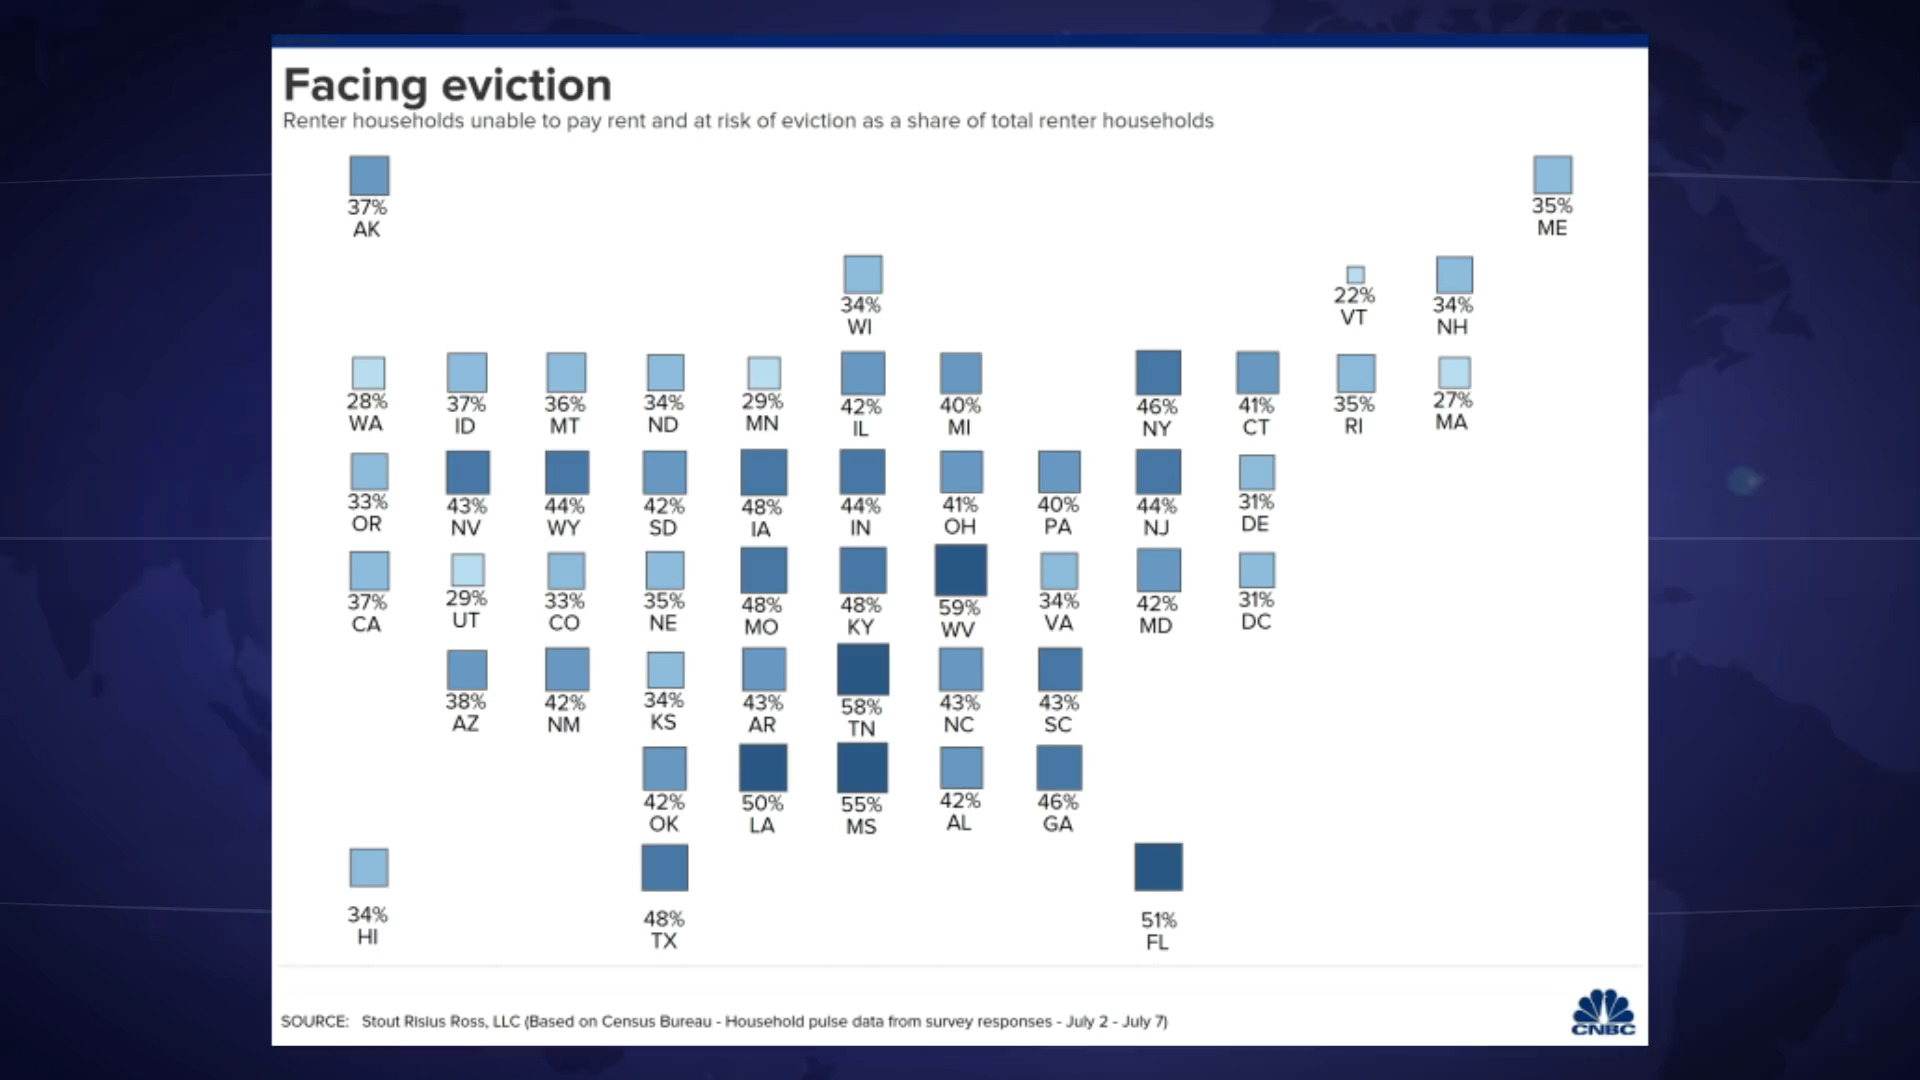 Facing eviction
Renter households unable to pay rent and at risk of eviction as a share of total renter households
37%
AK
35%
ME
34%
WI
22%
VT
34%
NH
28%
WA
37%
ID
36%
MT
34%
ND
29%
MN
42%
IL
40%
MI
46%
NY
41%
CT
35%
RI
27%
MA
33%
OR
43%
NV
44%
WY
42%
SD
48%
IA
44%
IN
41%
OH
40%
PA
44%
NJ
31%
DE
37%
CA
29%
UT
33%
CO
35%
NE
48%
MO
48%
KY
59%
WV
34%
VA
42%
MD
31%
DC
38%
AZ
42%
NM
34%
KS
43%
AR
58%
TN
43%
NC
43%
SC
42%
OK
50%
LA
55%
MS
42%
AL
46%
GA
34%
HI
48%
TX
51%
FL
SOURCE: Stout Risius Ross, LLC (Based on Census Bureau - Household pulse data from survey responses - July 2 - July 7)
CNBC